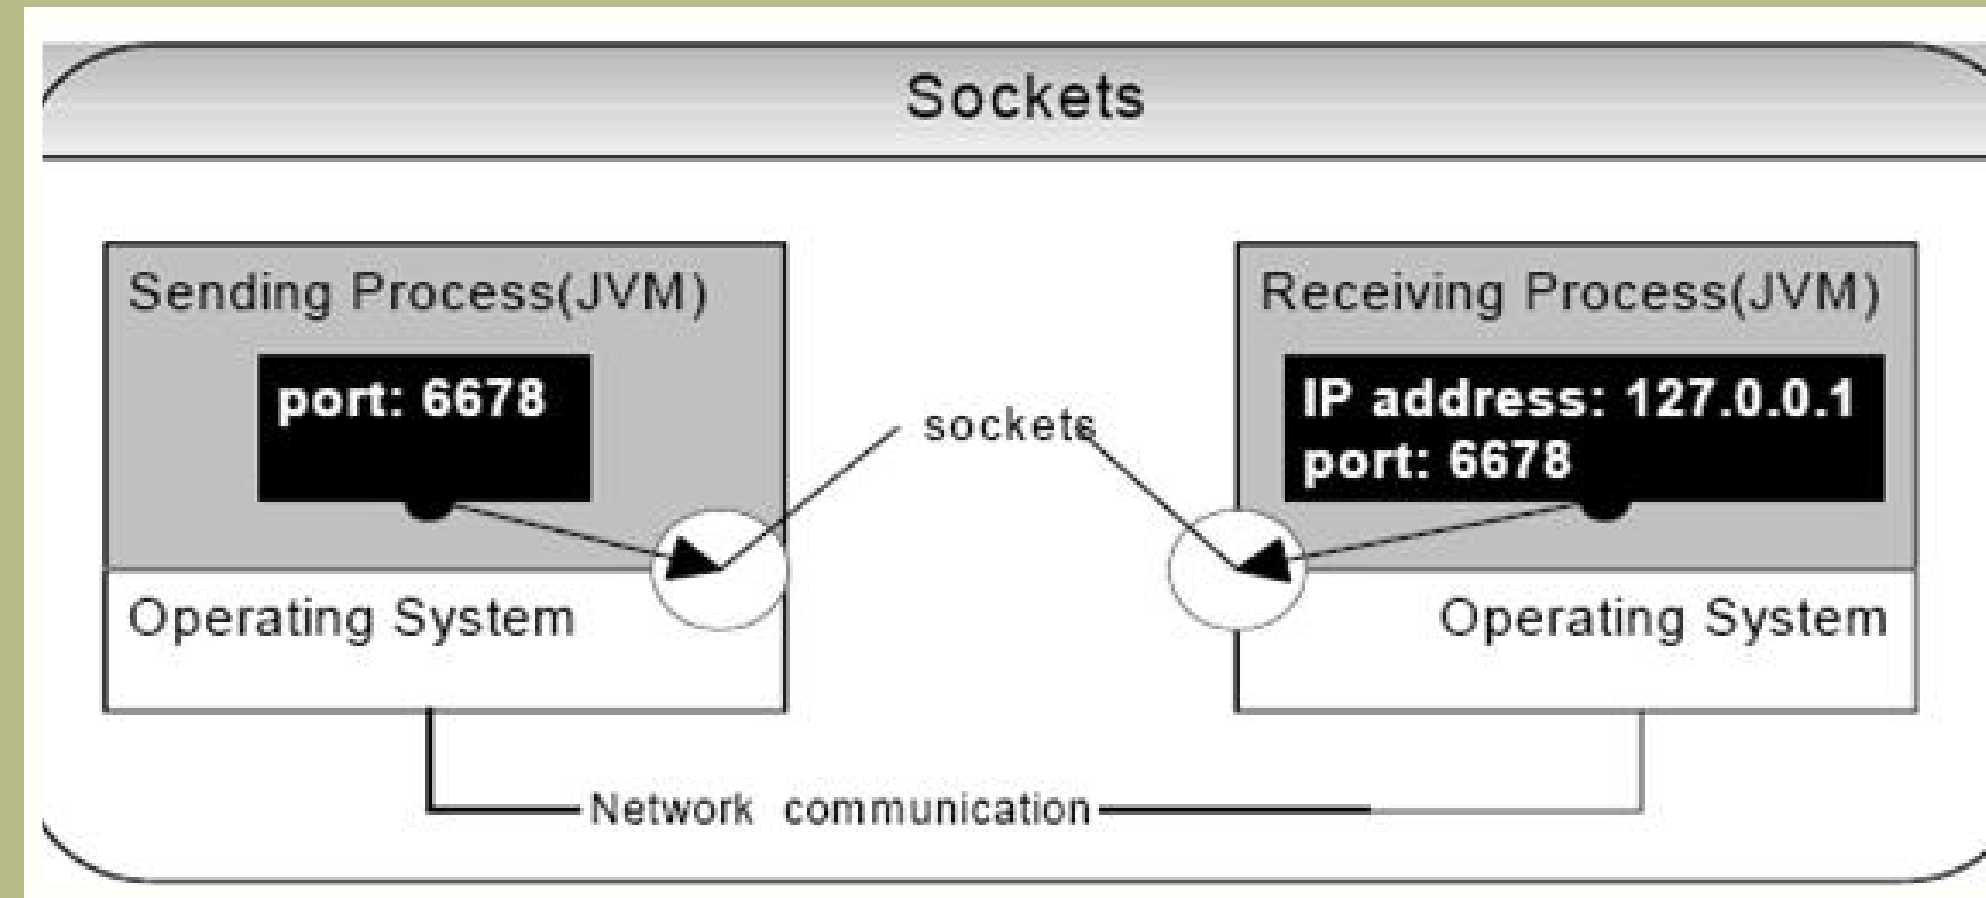 Sockets
Sending Process(JVM)
port: 6678
Operating System
sockets
Receiving Process(JVM)
IP address: 127.0.0.1
port: 6678
Operating System
Network communication